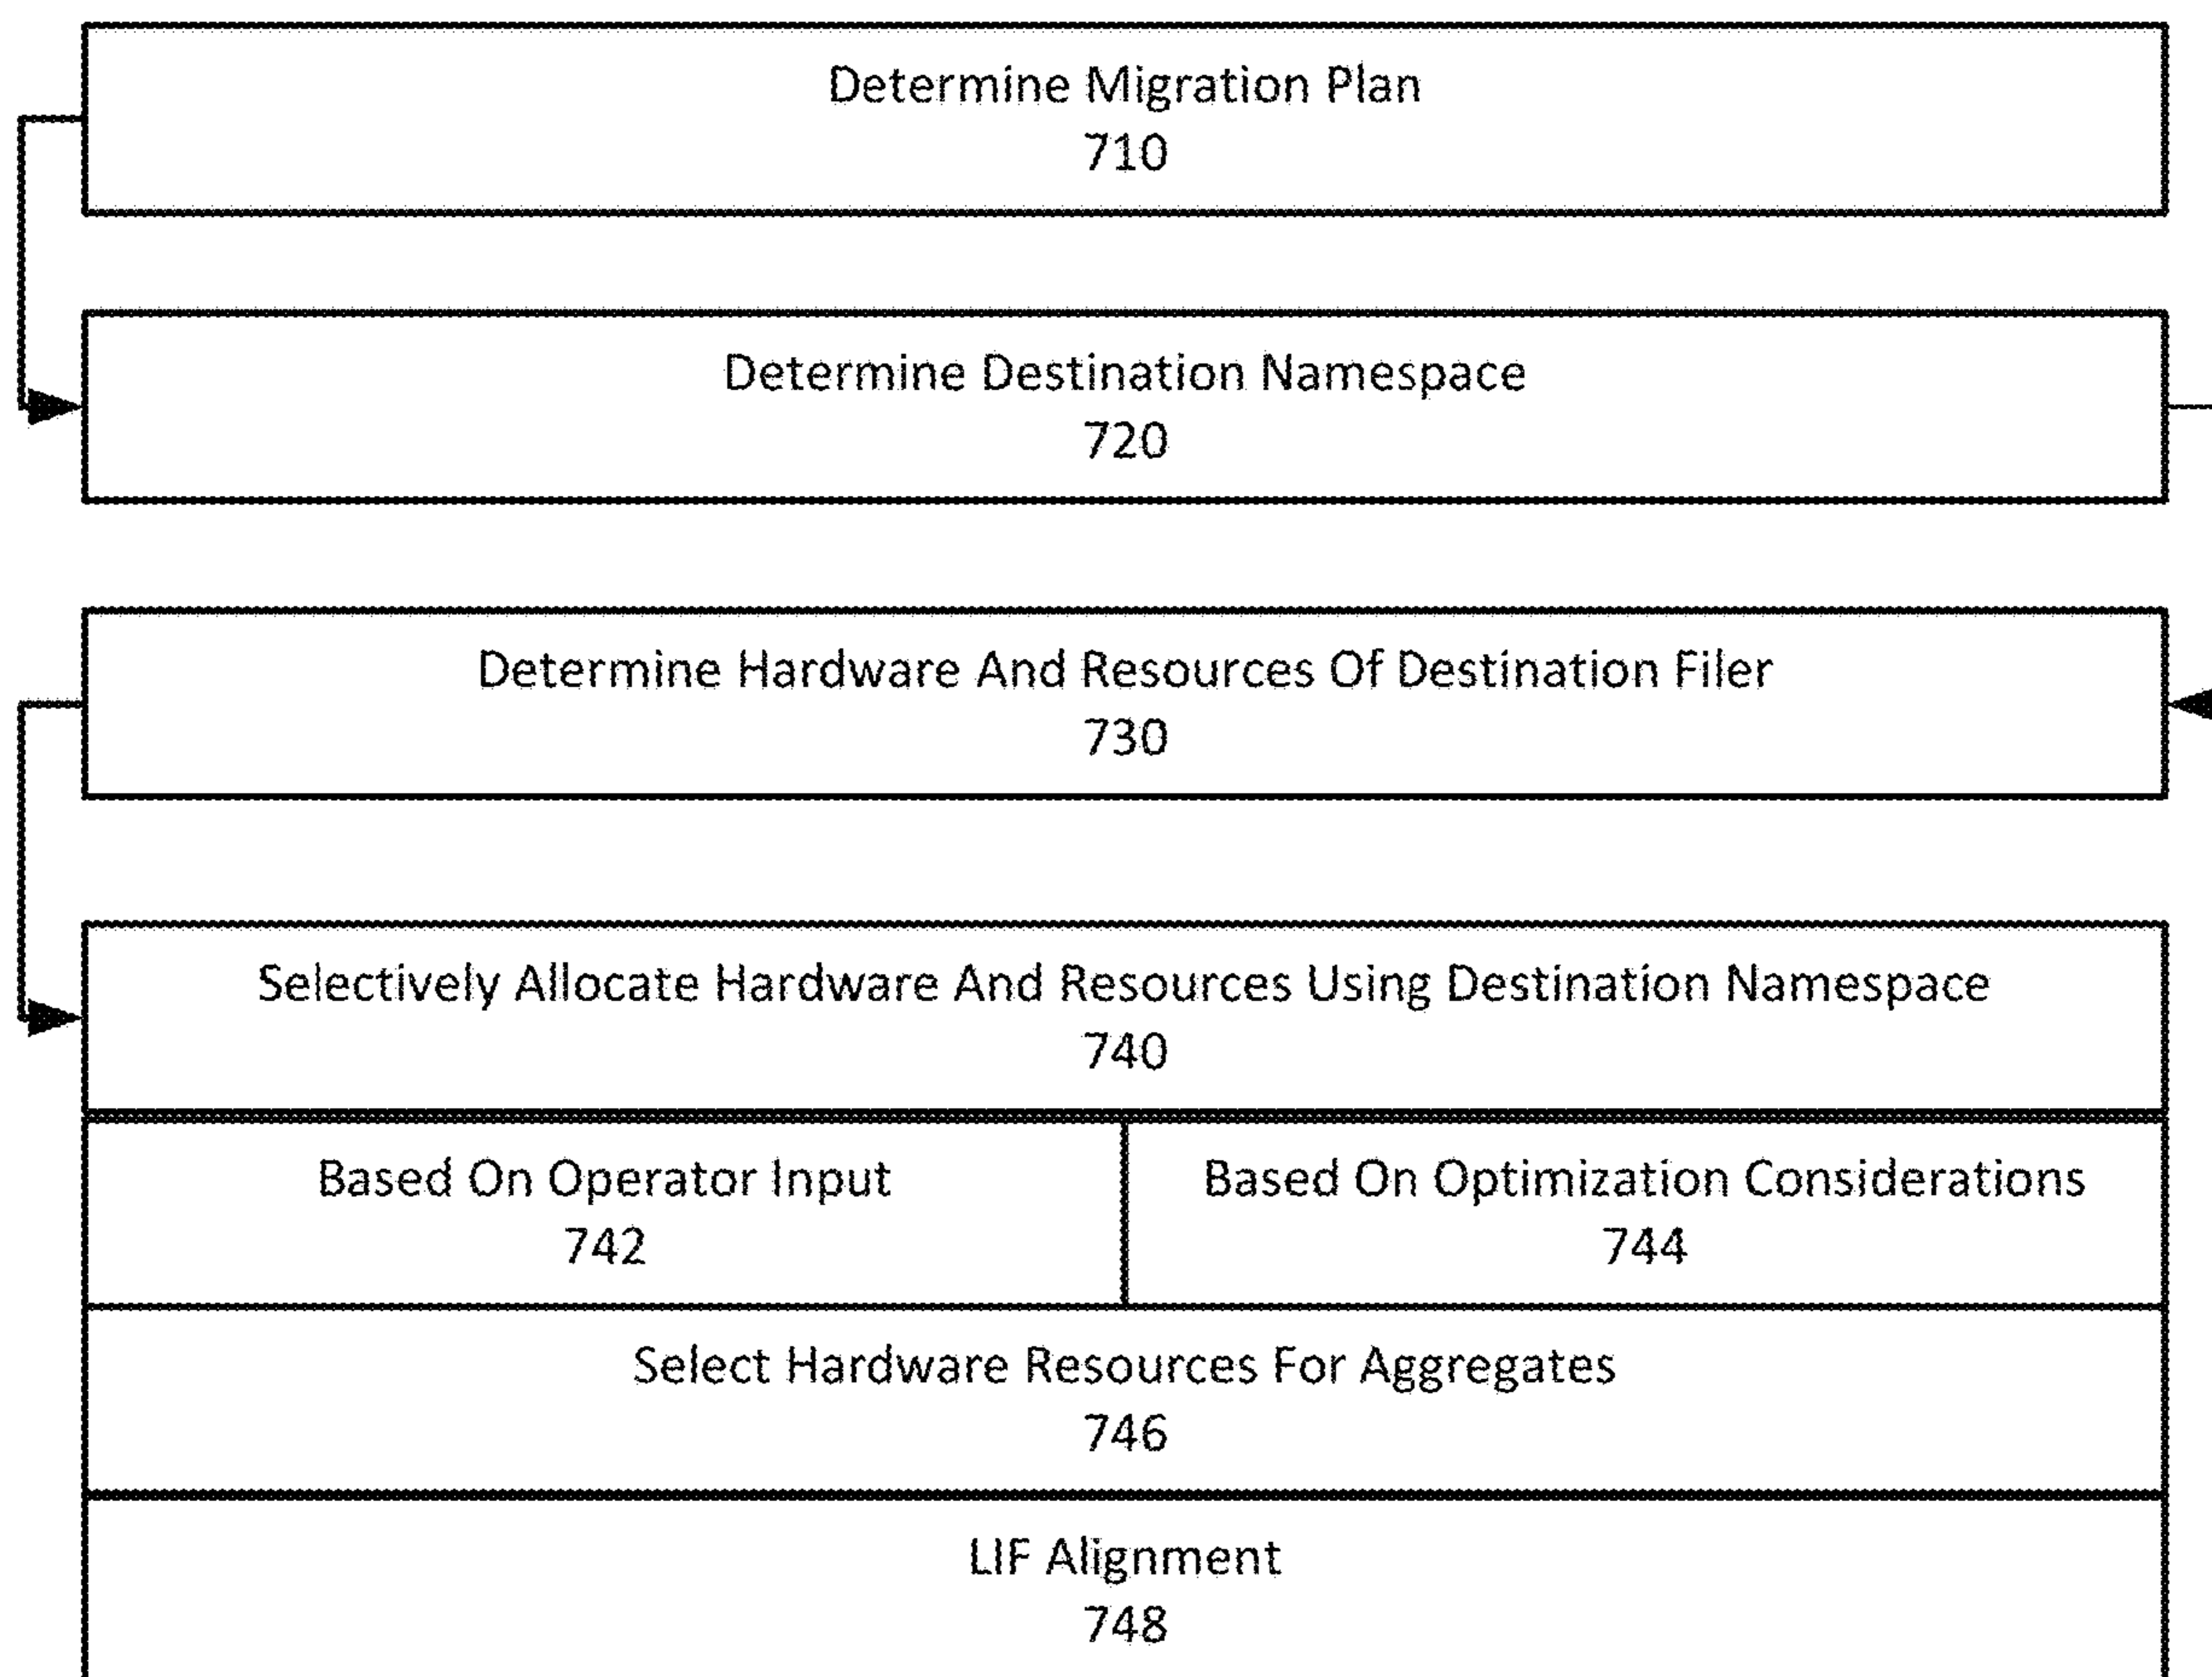 Determine Migration Plan
710
Determine Destination Namespace
720
Determine Hardware And Resources Of Destination Filer
730
Selectively Allocate Hardware And Resources Using Destination Namespace
740
Based On Operator Input
742
Based On Optimization Considerations
744
Select Hardware Resources For Aggregates
746
LIF Alignment
748